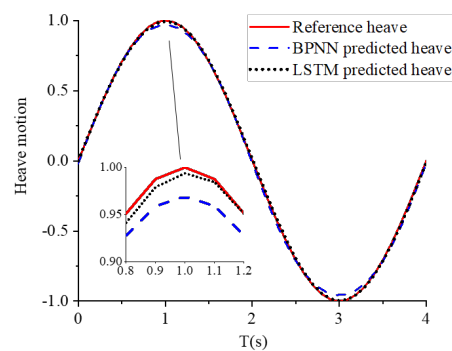 Reference heave
BPNN predicted heave
LSTM predicted heave
Heave motion
1.0
0.5
0.0
-0.5
-1.0
1.00
0.95
0.90
0.8 0.9 1.0 1.1 1.2
0 1 2 3 4
T(s)